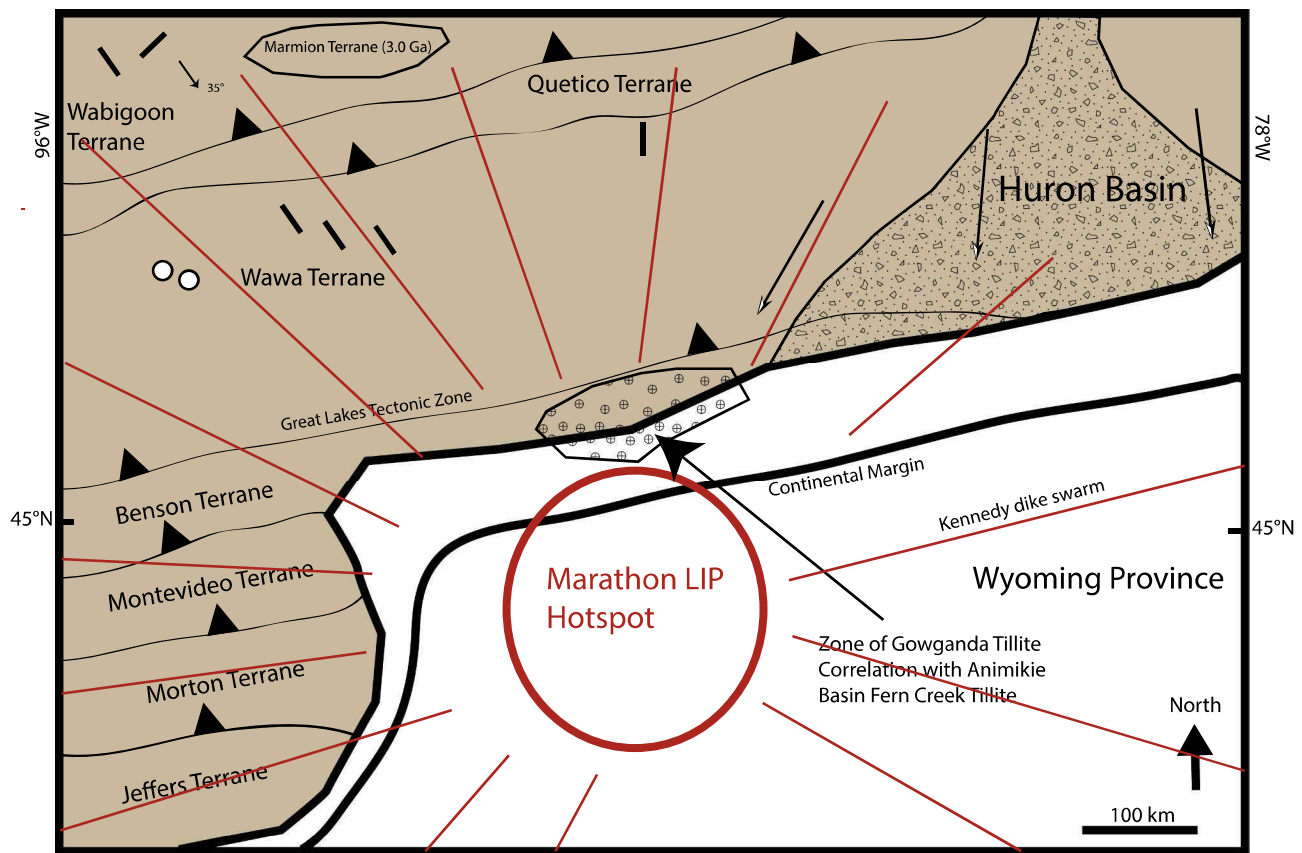 Marmion Terrane (3.0 Ga)
Quetico Terrane
35°
Wabigoon
Terrane
96°W
78°W
Huron Basin
Wawa Terrane
Great Lakes Tectonic Zone
Benson Terrane
Continental Margin
Kennedy dike swarm
45°N
45°N
Montevideo Terrane
Marathon LIP
Hotspot
Wyoming Province
Zone of Gowganda Tillite
Correlation with Animikie
Basin Fern Creek Tillite
Morton Terrane
North
Jeffers Terrane
100 km